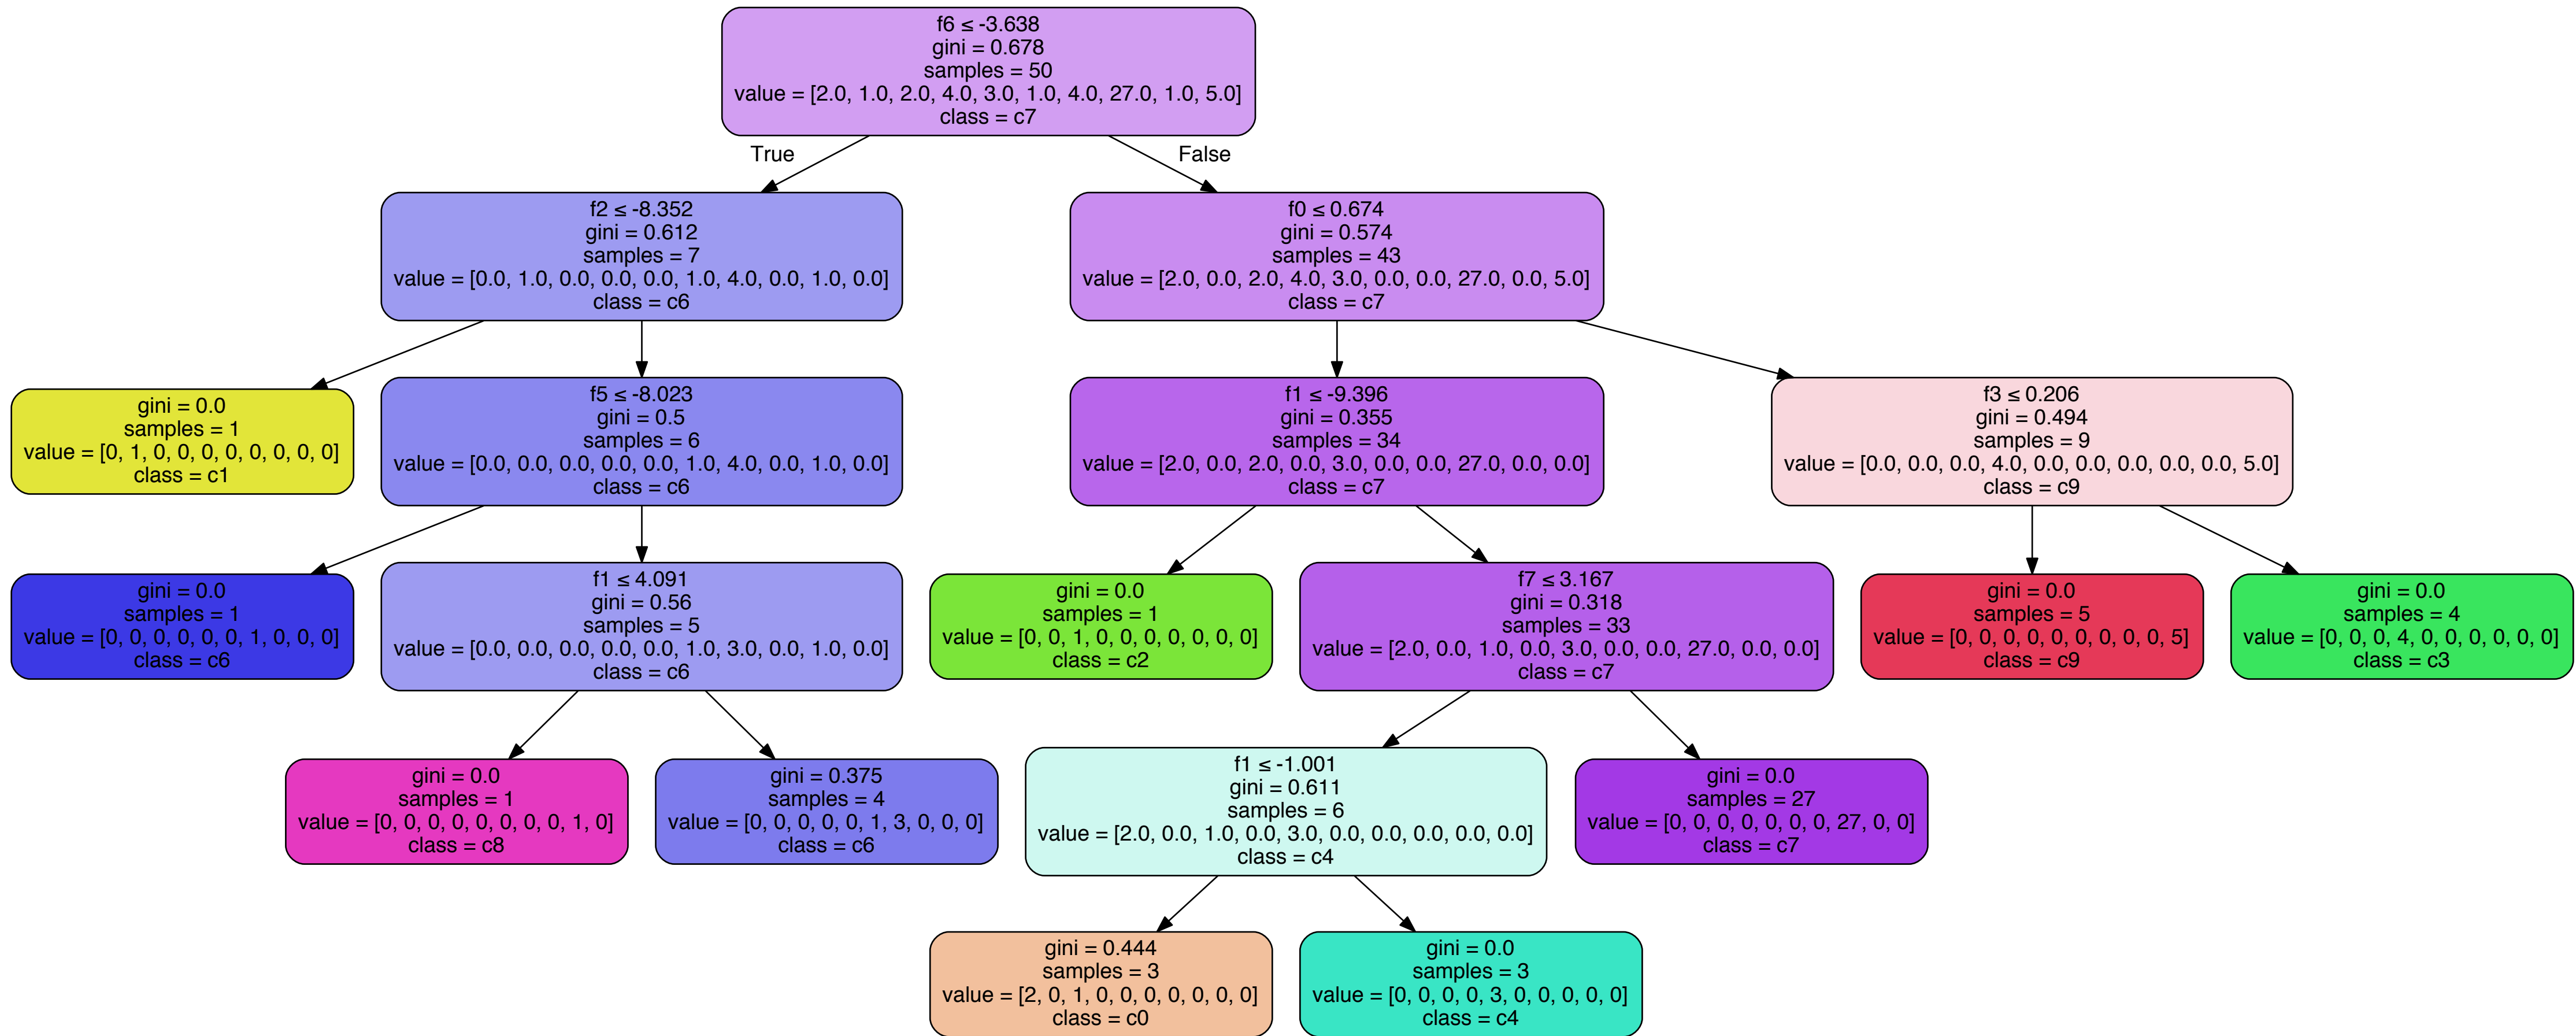 f6 ≤ -3.638
gini = 0.678
samples = 50
value = [2.0, 1.0, 2.0, 4.0, 3.0, 1.0, 4.0, 27.0, 1.0, 5.0]
class = c7
True
False
f2 ≤ -8.352
gini = 0.612
samples = 7
value = [0.0, 1.0, 0.0, 0.0, 0.0, 1.0, 4.0, 0.0, 1.0, 0.0]
class = c6
f0 ≤ 0.674
gini = 0.574
samples = 43
value = [2.0, 0.0, 2.0, 4.0, 3.0, 0.0, 0.0, 27.0, 0.0, 5.0]
class = c7
gini = 0.0
samples = 1
value = [0, 1, 0, 0, 0, 0, 0, 0, 0, 0]
class = c1
f5 ≤ -8.023
gini = 0.5
samples = 6
value = [0.0, 0.0, 0.0, 0.0, 0.0, 1.0, 4.0, 0.0, 1.0, 0.0]
class = c6
f1 ≤ -9.396
gini = 0.355
samples = 34
value = [2.0, 0.0, 2.0, 0.0, 3.0, 0.0, 0.0, 27.0, 0.0, 0.0]
class = c7
f3 ≤ 0.206
gini = 0.494
samples = 9
value = [0.0, 0.0, 0.0, 4.0, 0.0, 0.0, 0.0, 0.0, 0.0, 5.0]
class = c9
gini = 0.0
samples = 1
value = [0, 0, 0, 0, 0, 0, 1, 0, 0, 0]
class = c6
f1 ≤ 4.091
gini = 0.56
samples = 5
value = [0.0, 0.0, 0.0, 0.0, 0.0, 1.0, 3.0, 0.0, 1.0, 0.0]
class = c6
gini = 0.0
samples = 1
value = [0, 0, 1, 0, 0, 0, 0, 0, 0, 0]
class = c2
f7 ≤ 3.167
gini = 0.318
samples = 33
value = [2.0, 0.0, 1.0, 0.0, 3.0, 0.0, 0.0, 27.0, 0.0, 0.0]
class = c7
gini = 0.0
samples = 5
value = [0, 0, 0, 0, 0, 0, 0, 0, 0, 5]
class = c9
gini = 0.0
samples = 4
value = [0, 0, 0, 4, 0, 0, 0, 0, 0, 0]
class = c3
gini = 0.0
samples = 1
value = [0, 0, 0, 0, 0, 0, 0, 0, 1, 0]
class = c8
gini = 0.375
samples = 4
value = [0, 0, 0, 0, 0, 1, 3, 0, 0, 0]
class = c6
f1 ≤ -1.001
gini = 0.611
samples = 6
value = [2.0, 0.0, 1.0, 0.0, 3.0, 0.0, 0.0, 0.0, 0.0, 0.0]
class = c4
gini = 0.0
samples = 27
value = [0, 0, 0, 0, 0, 0, 0, 27, 0, 0]
class = c7
gini = 0.444
samples = 3
value = [2, 0, 1, 0, 0, 0, 0, 0, 0, 0]
class = c0
gini = 0.0
samples = 3
value = [0, 0, 0, 0, 3, 0, 0, 0, 0, 0]
class = c4